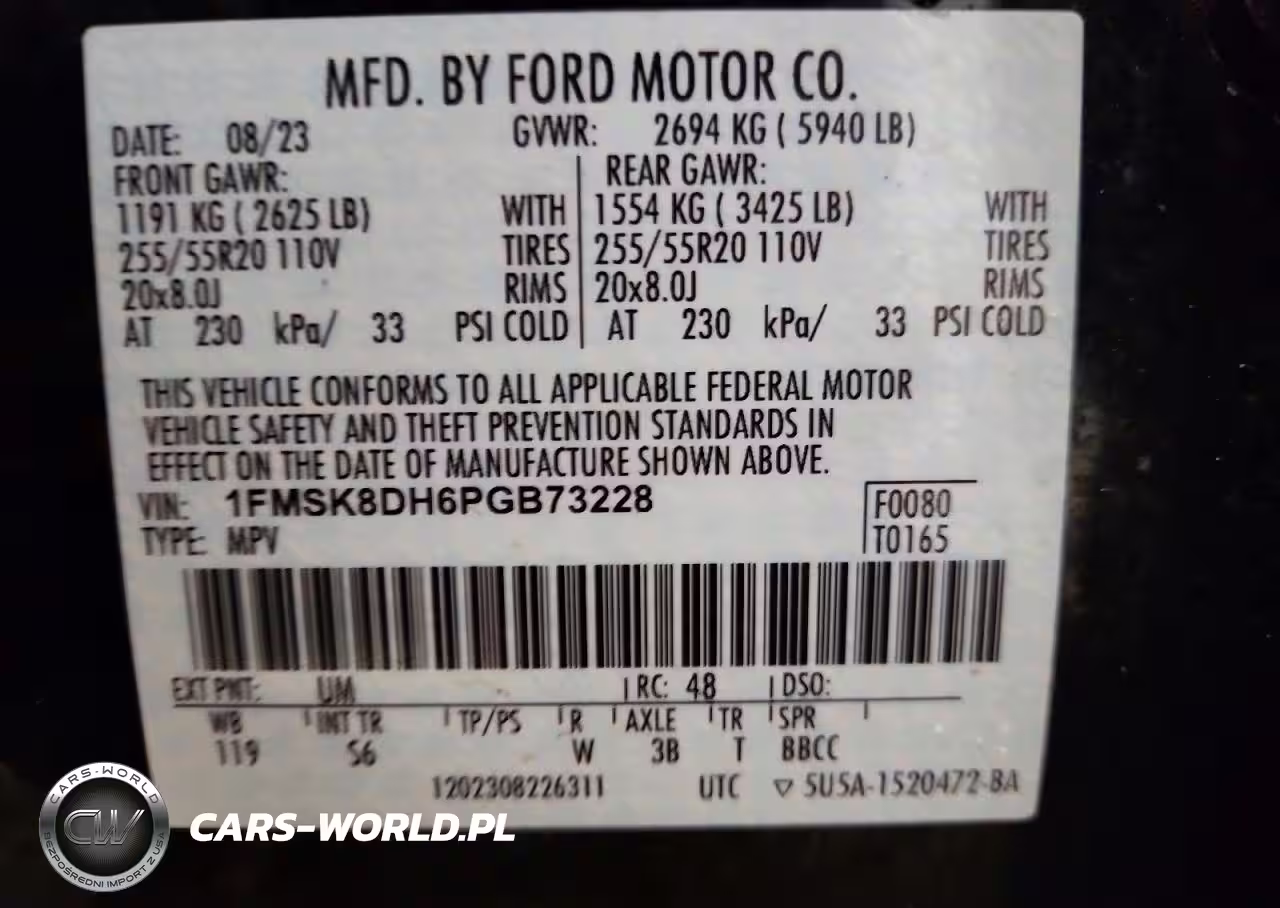 MFD. BY FORD MOTOR CO.
DATE: 08/23 GVWR: 2694 KG ( 5940 LB)
FRONT GAWR: REAR GAWR:
1191 KG ( 2625 LB) WITH 1554 KG ( 3425 LB) WITH
255/55R20 110V TIRES 255/55R20 110V TIRES
20x8.0J RIMS 20x8.0J RIMS
AT 230 kPa/ 33 PSI COLD AT 230 kPa/ 33 PSI COLD
THIS VEHICLE CONFORMS TO ALL APPLICABLE FEDERAL MOTOR
VEHICLE SAFETY AND THEFT PREVENTION STANDARDS IN
EFFECT ON THE DATE OF MANUFACTURE SHOWN ABOVE.
VIN: 1FMSK8DH6PGB73228 F0080
TYPE: MPV T0165
EXT PNT: UM RC: 48 DSO:
WB INT TR TP/PS R AXLE TR SPR
119 S6 W 3B T BBCC
1202308226311 UTC ▽ 5U5A-1520472-BA
CARS-WORLD
CW
BEZPOŚREDNI IMPORT Z USA
CARS-WORLD.PL